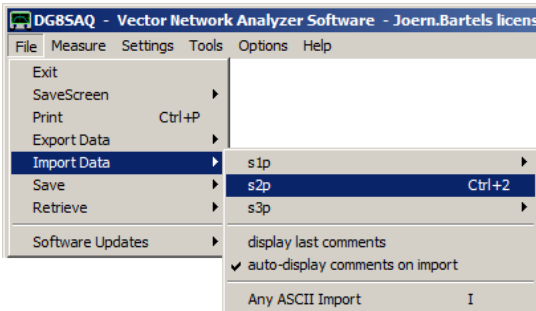 DG8SAQ - Vector Network Analyzer Software - Joern.Bartels licens
File Measure Settings Tools Options Help
Exit
SaveScreen
Print Ctrl+P
Export Data
Import Data
Save
Retrieve
Software Updates
s1p
s2p Ctrl+2
s3p
display last comments
auto-display comments on import
Any ASCII Import I